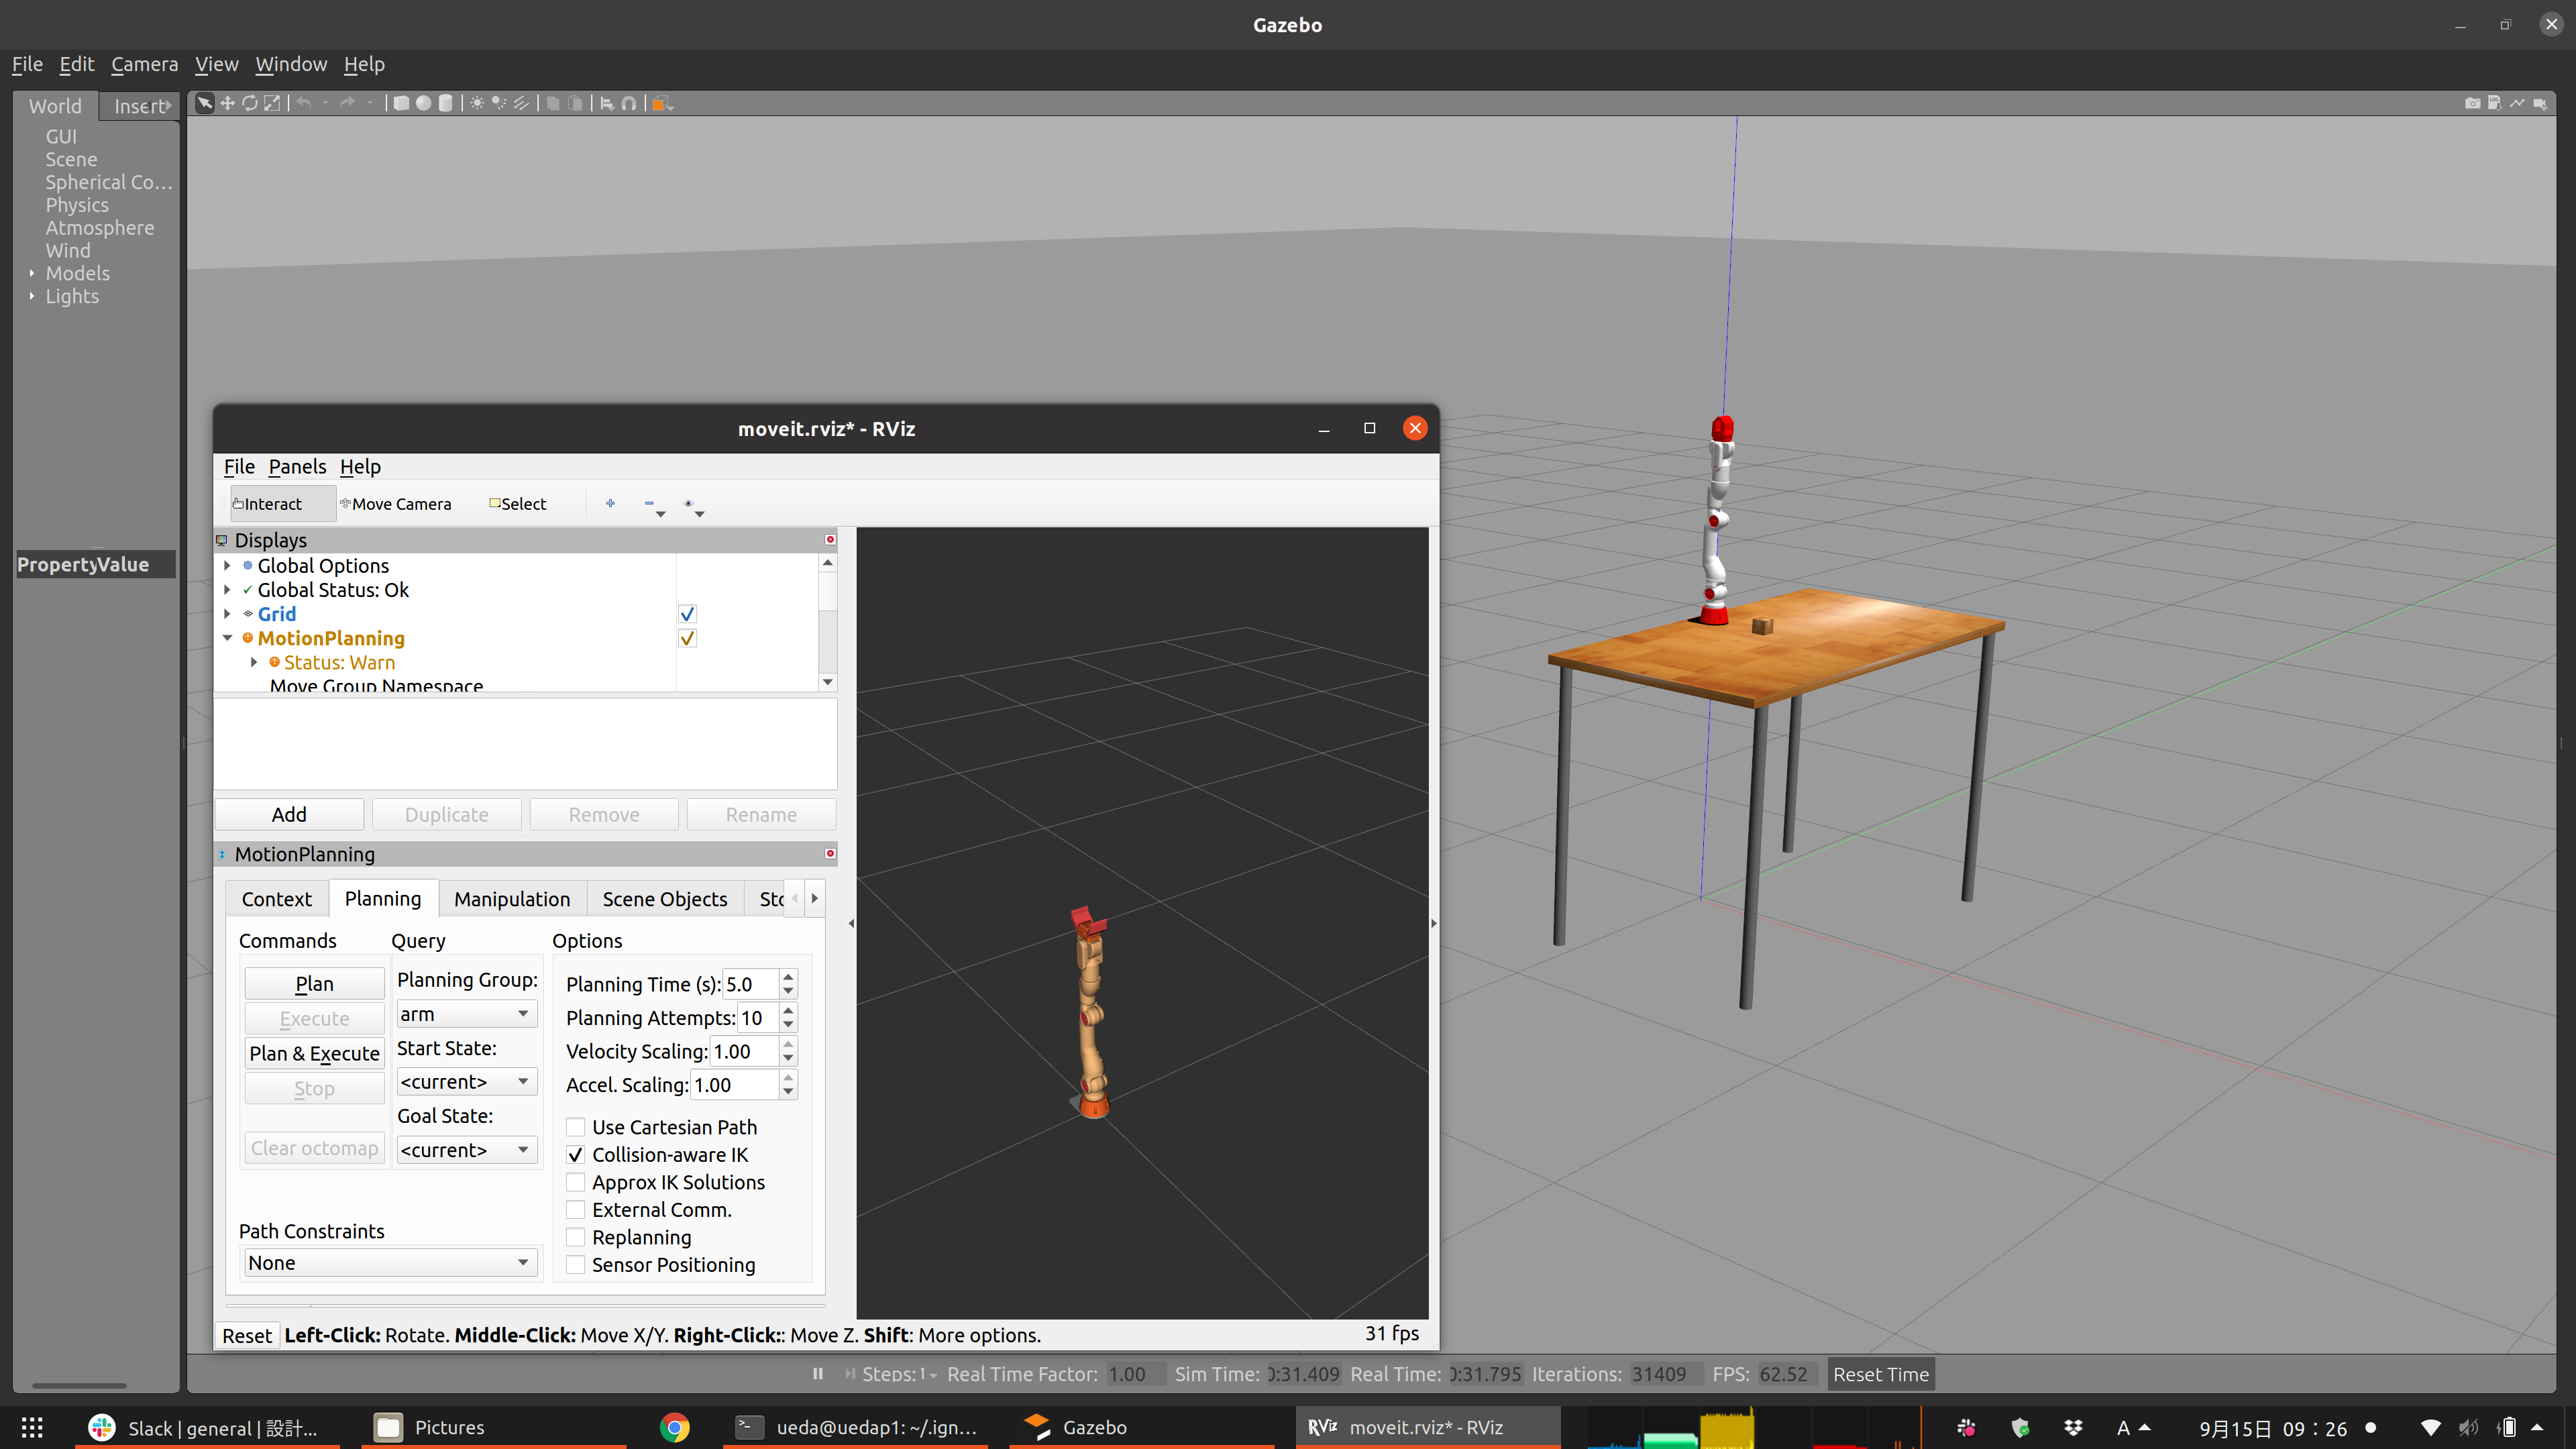 Gazebo
File Edit Camera View Window Help
World Insert
GUI
Scene
Spherical Co…
Physics
Atmosphere
Wind
Models
Lights
Property Value
moveit.rviz* - RViz
File Panels Help
Interact Move Camera Select
Displays
Global Options
Global Status: Ok
Grid
MotionPlanning
Status: Warn
Move Group Namespace
Add Duplicate Remove Rename
MotionPlanning
Context Planning Manipulation Scene Objects Sto
Commands Query Options
Plan
Execute
Plan & Execute
Stop
Clear octomap
Planning Group:
arm
Start State:
<current>
Goal State:
<current>
Path Constraints
None
Planning Time (s): 5.0
Planning Attempts: 10
Velocity Scaling: 1.00
Accel. Scaling: 1.00
Use Cartesian Path
Collision-aware IK
Approx IK Solutions
External Comm.
Replanning
Sensor Positioning
Reset Left-Click: Rotate. Middle-Click: Move X/Y. Right-Click:: Move Z. Shift: More options. 31 fps
Steps: 1 Real Time Factor: 1.00 Sim Time: 0:31.409 Real Time: 0:31.795 Iterations: 31409 FPS: 62.52 Reset Time
Slack | general | 設計… Pictures ueda@uedap1: ~/.ign… Gazebo RViz moveit.rviz* - RViz A 9月15日 09：26